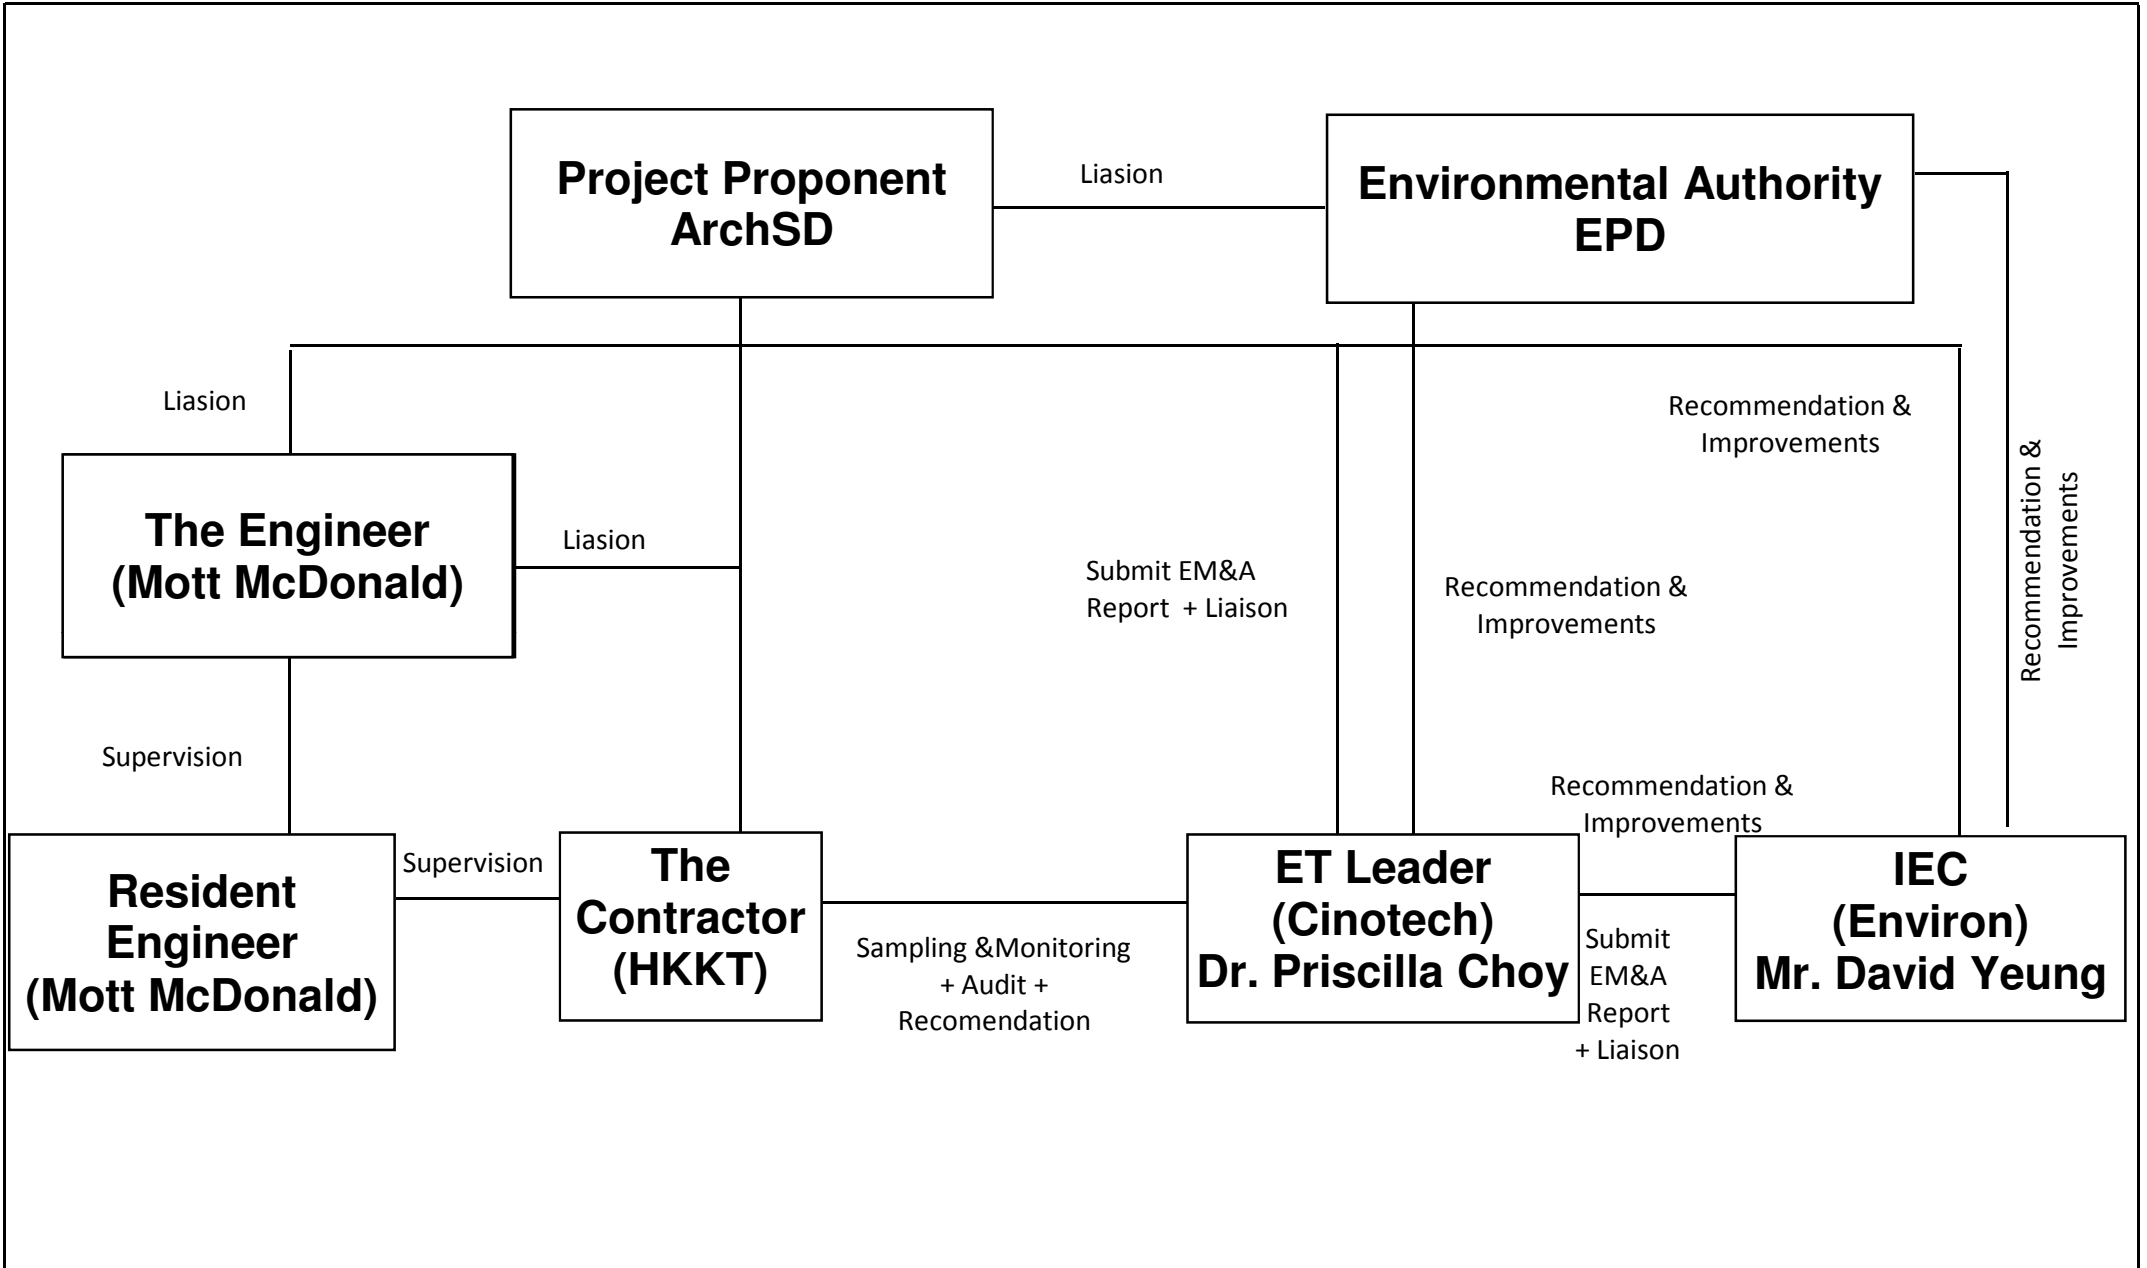 Project Proponent
ArchSD
Liasion
Environmental Authority
EPD
Liasion
Recommendation &
Improvements
Recommendation &
Improvements
The Engineer
(Mott McDonald)
Liasion
Submit EM&A
Report + Liaison
Recommendation &
Improvements
Supervision
Recommendation &
Improvements
Resident
Engineer
(Mott McDonald)
Supervision
The
Contractor
(HKKT)
Sampling &Monitoring
+ Audit +
Recomendation
ET Leader
(Cinotech)
Dr. Priscilla Choy
Submit
EM&A
Report
+ Liaison
IEC
(Environ)
Mr. David Yeung